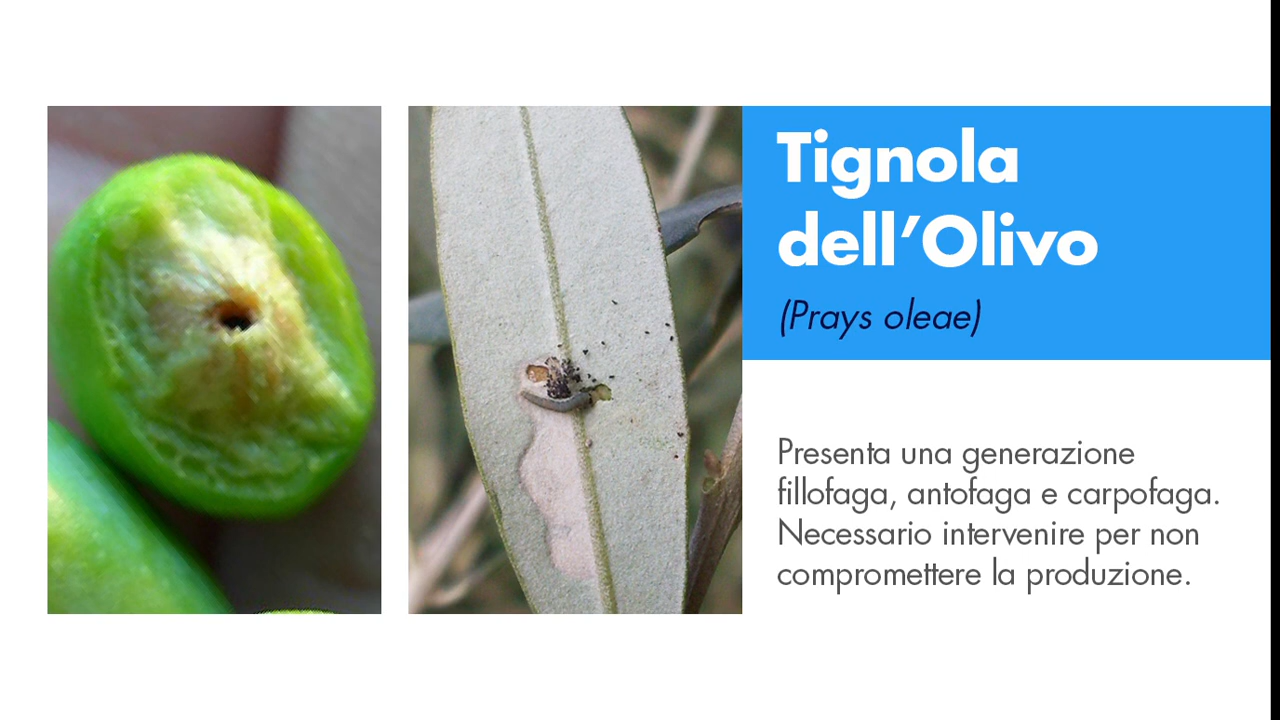 Tignola
dell’Olivo
(Prays oleae)
Presenta una generazione
fillofaga, antofaga e carpofaga.
Necessario intervenire per non
compromettere la produzione.